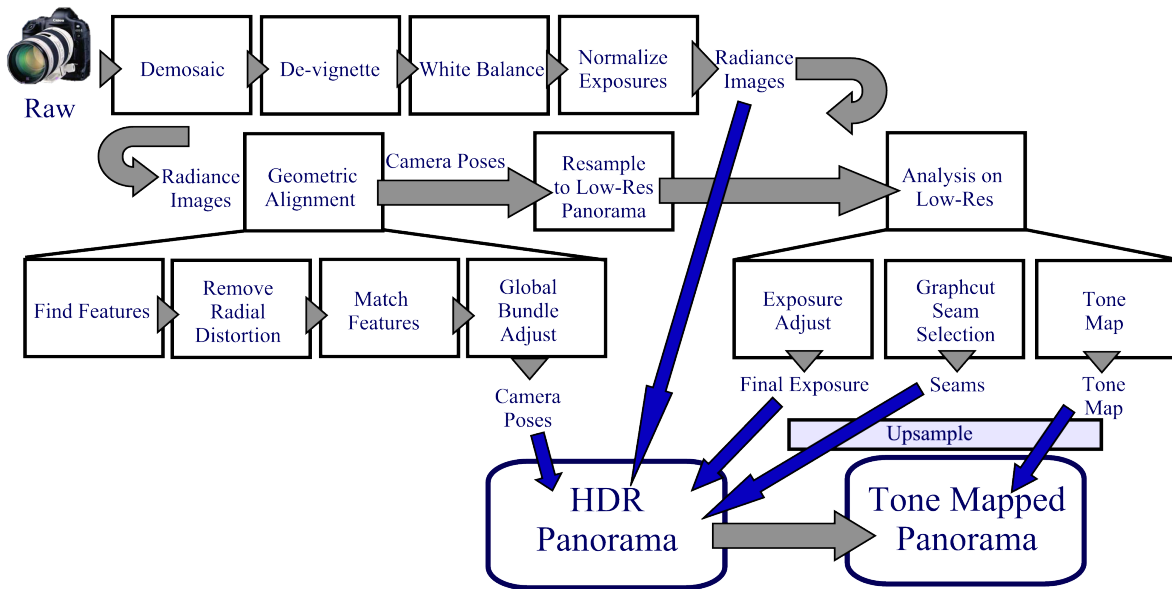 Raw
Demosaic
De-vignette
White Balance
Normalize
Exposures
Radiance
Images
Radiance
Images
Geometric
Alignment
Camera Poses
Resample
to Low-Res
Panorama
Analysis on
Low-Res
Find Features
Remove
Radial
Distortion
Match
Features
Global
Bundle
Adjust
Exposure
Adjust
Graphcut
Seam
Selection
Tone
Map
Camera
Poses
Final Exposure
Seams
Tone
Map
Upsample
HDR
Panorama
Tone Mapped
Panorama